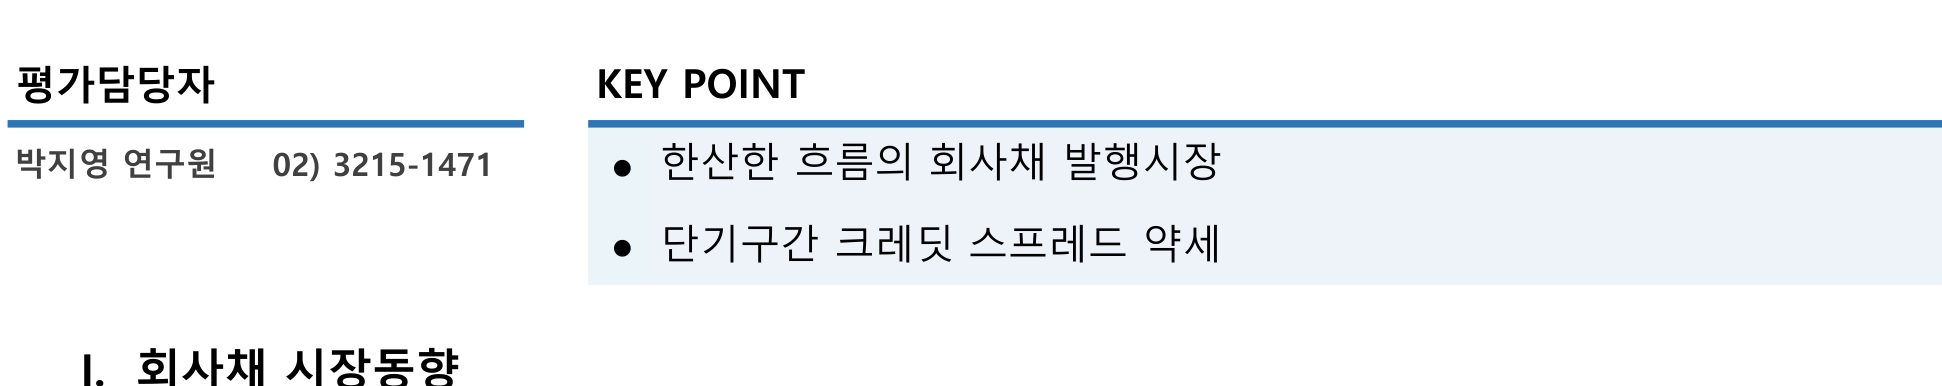 평가담당자
박지영 연구원 02) 3215-1471
KEY POINT
● 한산한 흐름의 회사채 발행시장
● 단기구간 크레딧 스프레드 약세
I. 회사채 시장동향